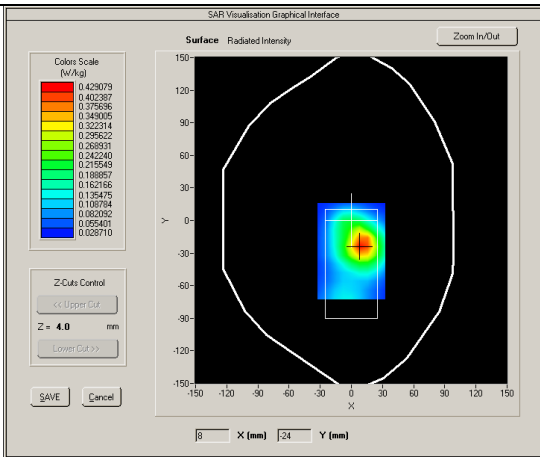 SAR Visualisation Graphical Interface
Surface Radiated Intensity
Zoom In/Out
Colors Scale
(W/kg)
0.429079
0.402387
0.375696
0.349005
0.322314
0.295622
0.268931
0.242240
0.215549
0.188857
0.162166
0.135475
0.108784
0.082092
0.055401
0.028710
Z-Cuts Control
<< Upper Cut
Z = 4.0 mm
Lower Cut >>
SAVE Cancel
150
120
90
60
30
0
-30
-60
-90
-120
-150
Y
-150 -120 -90 -60 -30 0 30 60 90 120 150
X
8 X (mm) -24 Y (mm)